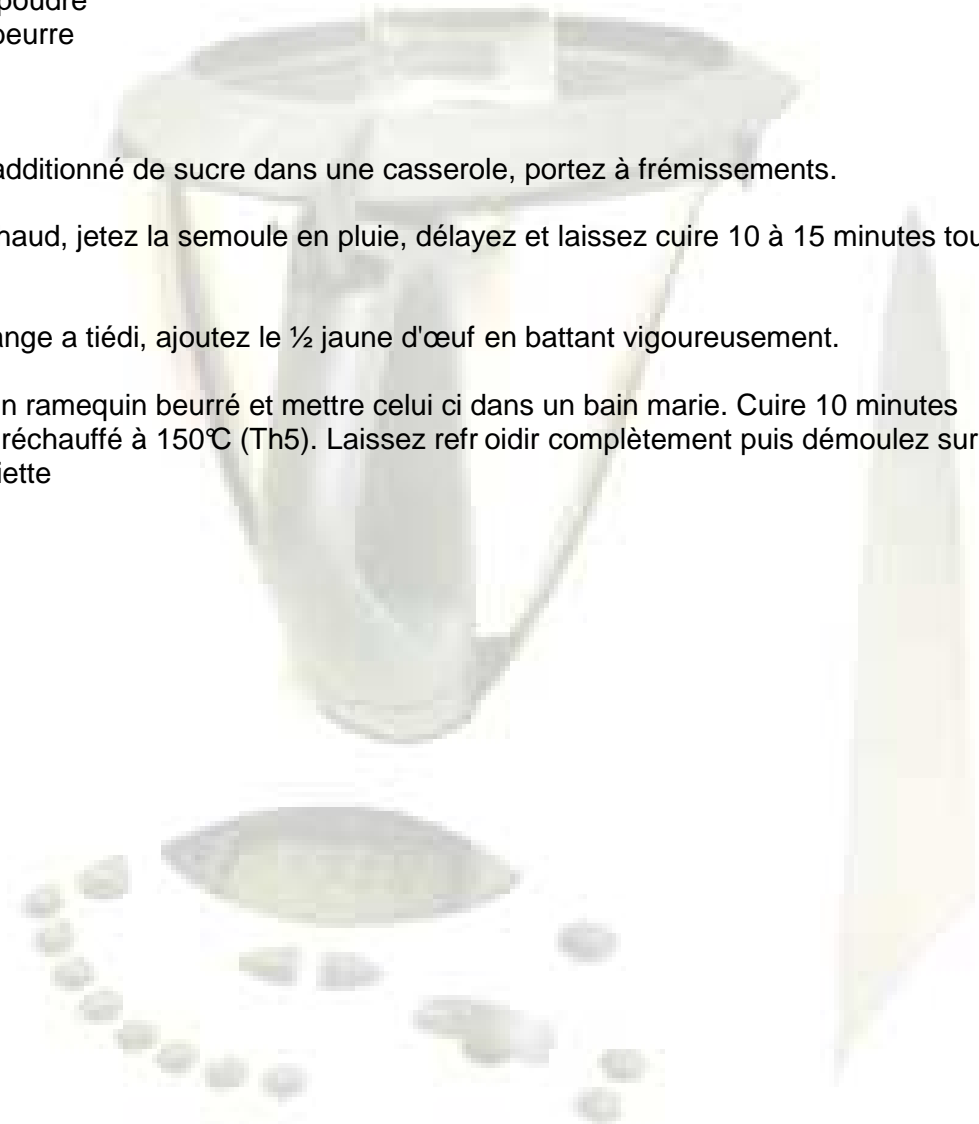 poudre
beurre
additionné de sucre dans une casserole, portez à frémissements.
haud, jetez la semoule en pluie, délayez et laissez cuire 10 à 15 minutes tou
ange a tiédi, ajoutez le ½ jaune d'œuf en battant vigoureusement.
n ramequin beurré et mettre celui ci dans un bain marie. Cuire 10 minutes
réchauffé à 150℃ (Th5). Laissez refr oidir complètement puis démoulez sur
iette